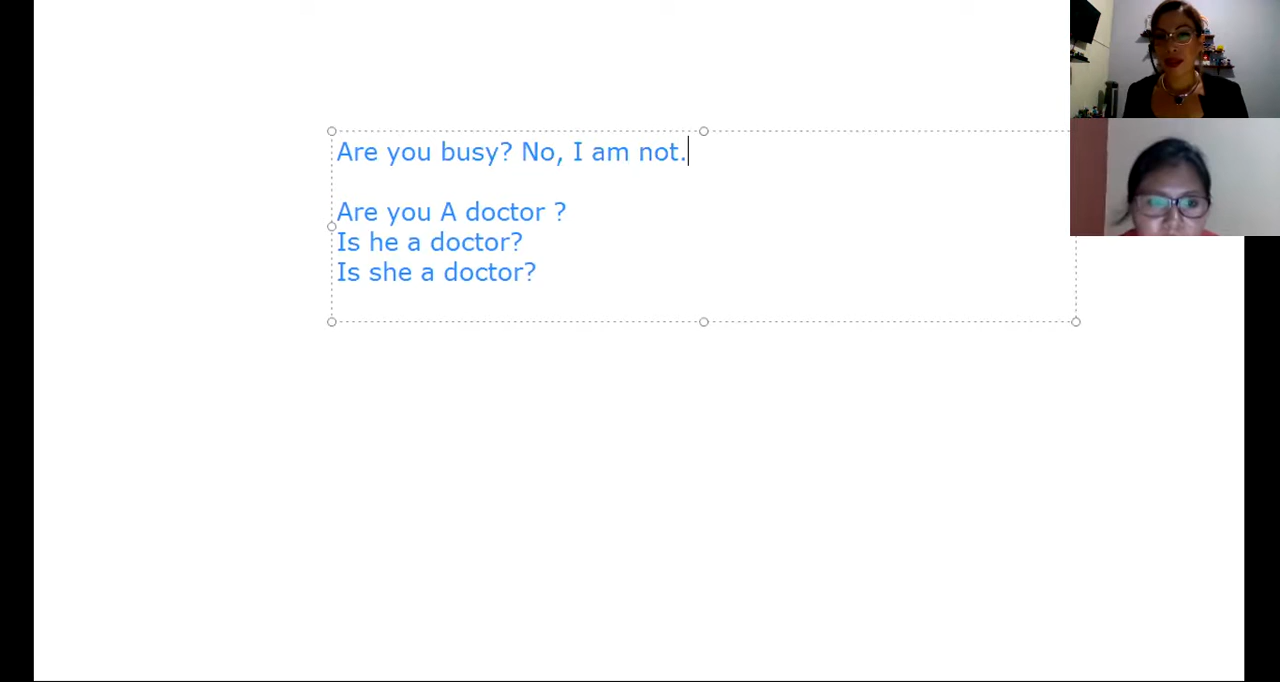 Are you busy? No, I am not.
Are you A doctor ?
Is he a doctor?
Is she a doctor?